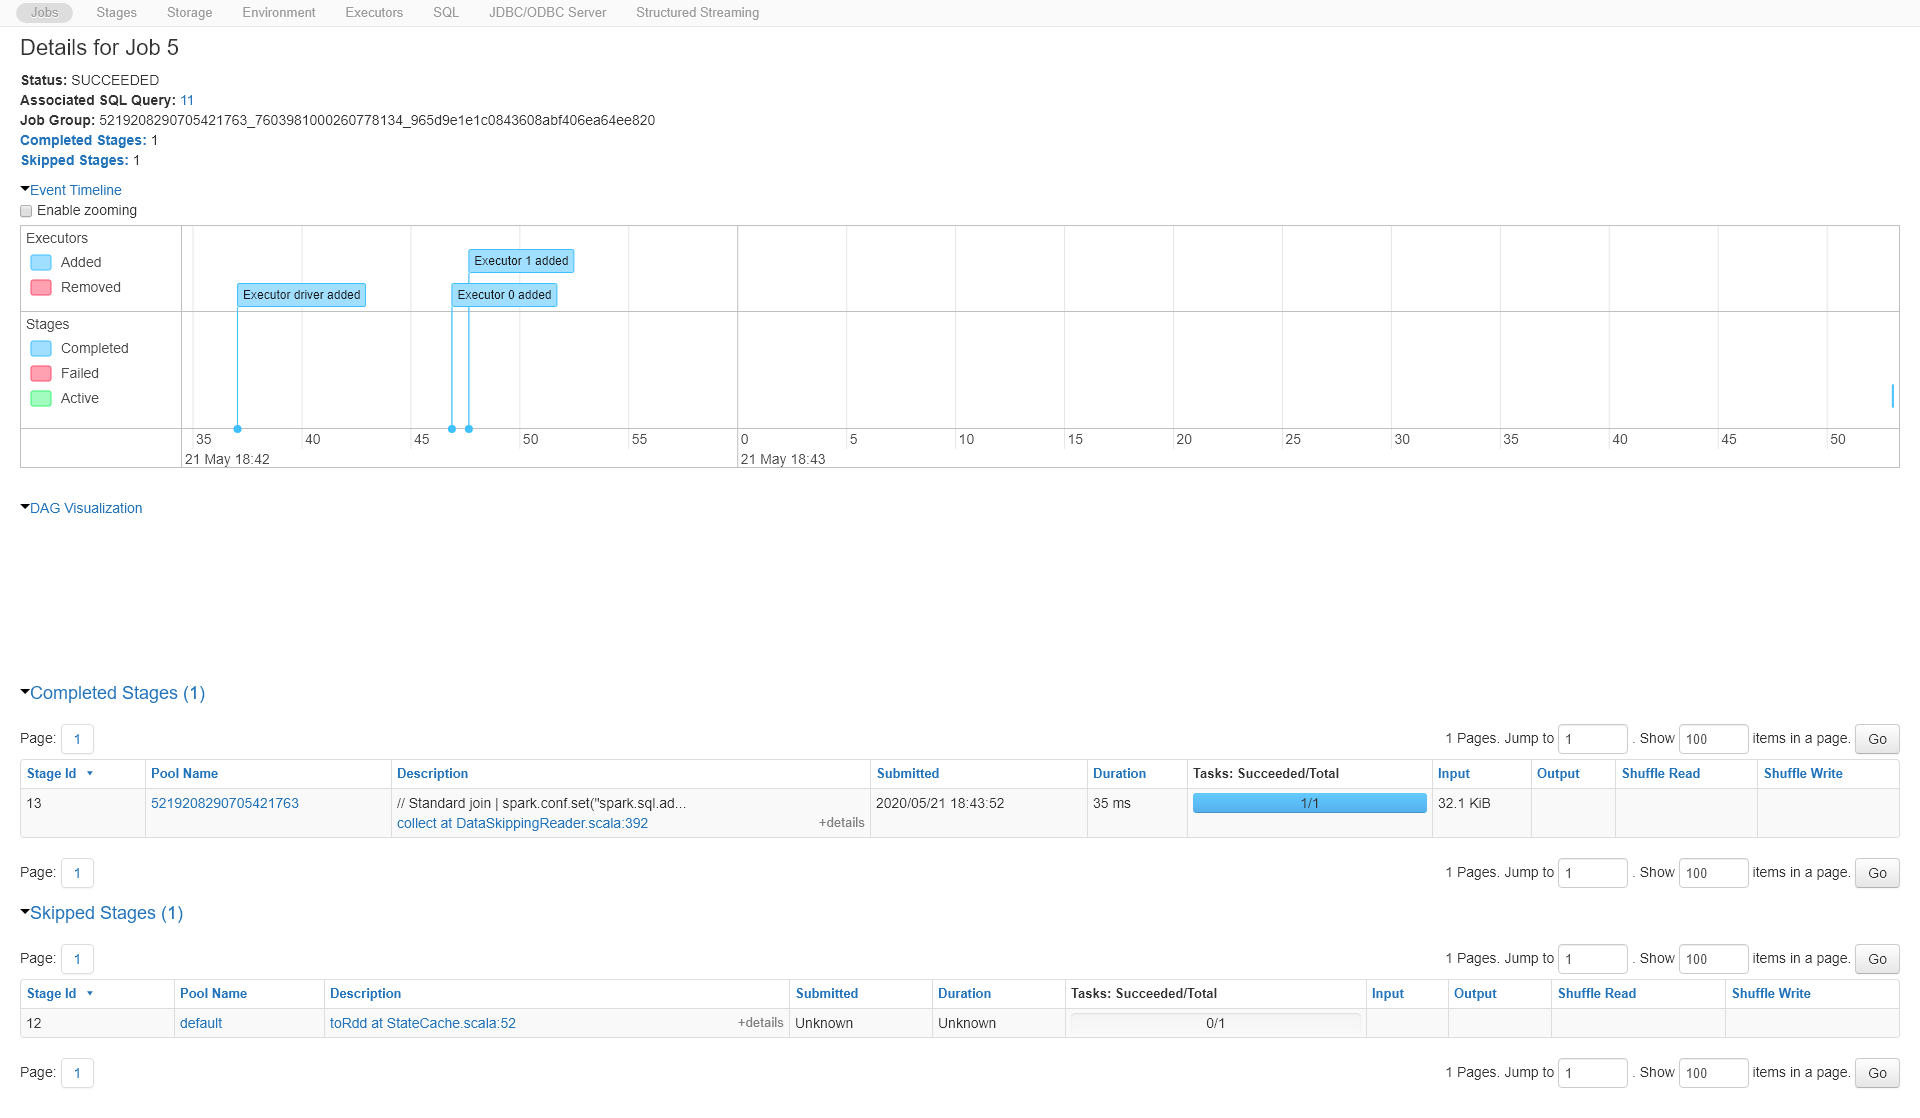 Jobs Stages Storage Environment Executors SQL JDBC/ODBC Server Structured Streaming
Details for Job 5
Status: SUCCEEDED
Associated SQL Query: 11
Job Group: 5219208290705421763_7603981000260778134_965d9e1e1c0843608abf406ea64ee820
Completed Stages: 1
Skipped Stages: 1
Event Timeline
Enable zooming
Executors
Added
Removed
Executor 1 added
Executor driver added
Executor 0 added
Stages
Completed
Failed
Active
35 40 45 50 55 0 5 10 15 20 25 30 35 40 45 50
21 May 18:42 21 May 18:43
DAG Visualization
Completed Stages (1)
Page: 1 1 Pages. Jump to 1 . Show 100 items in a page. Go
Stage Id Pool Name Description Submitted Duration Tasks: Succeeded/Total Input Output Shuffle Read Shuffle Write
13 5219208290705421763 // Standard join | spark.conf.set("spark.sql.ad... 2020/05/21 18:43:52 35 ms 1/1 32.1 KiB
collect at DataSkippingReader.scala:392 +details
Page: 1 1 Pages. Jump to 1 . Show 100 items in a page. Go
Skipped Stages (1)
Page: 1 1 Pages. Jump to 1 . Show 100 items in a page. Go
Stage Id Pool Name Description Submitted Duration Tasks: Succeeded/Total Input Output Shuffle Read Shuffle Write
12 default toRdd at StateCache.scala:52 +details Unknown Unknown 0/1
Page: 1 1 Pages. Jump to 1 . Show 100 items in a page. Go